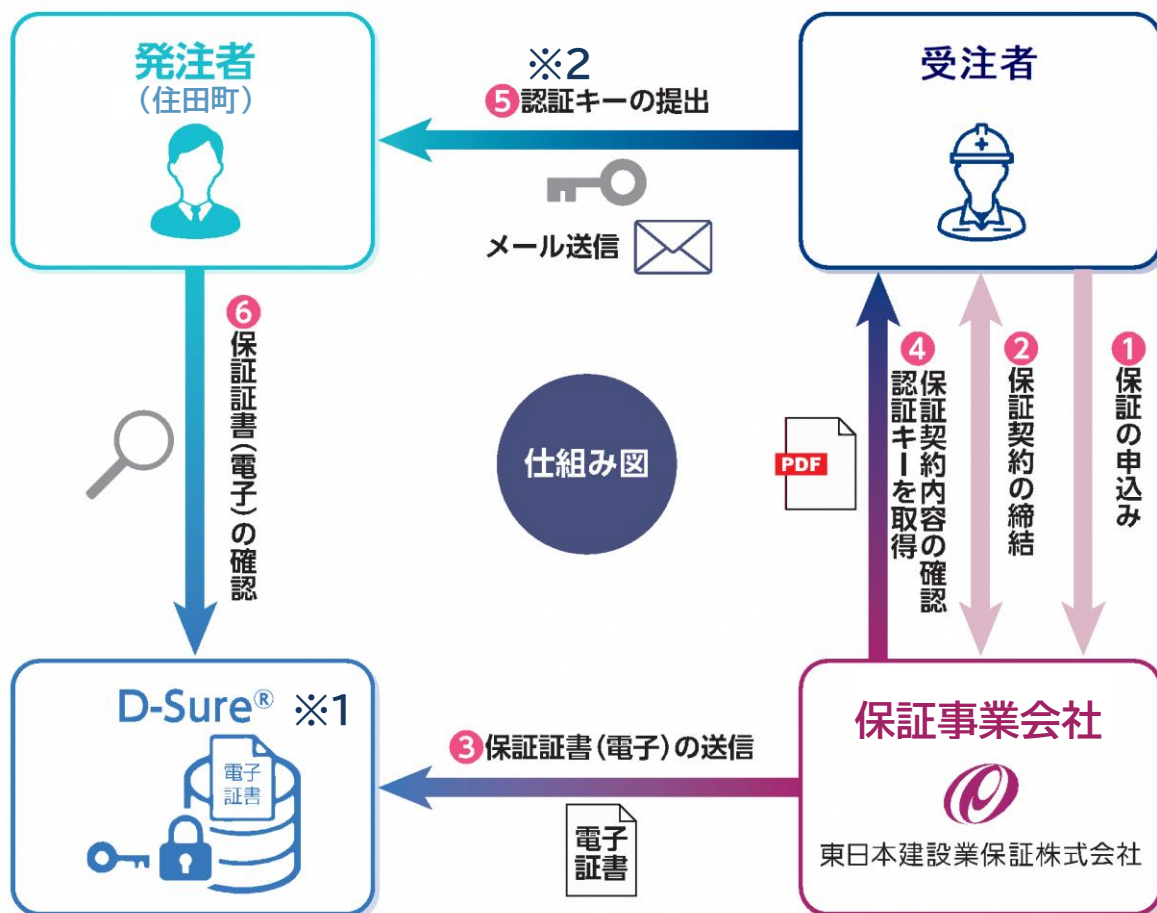 発注者
（住田町）
※2
❺認証キーの提出
メール送信
受注者
❻保証証書(電子)の確認
仕組み図
PDF
❹保証契約内容の確認
認証キーを取得
❷保証契約の締結
❶保証の申込み
D-Sure® ※1
電子
証書
❸保証証書(電子)の送信
電子
証書
保証事業会社
東日本建設業保証株式会社